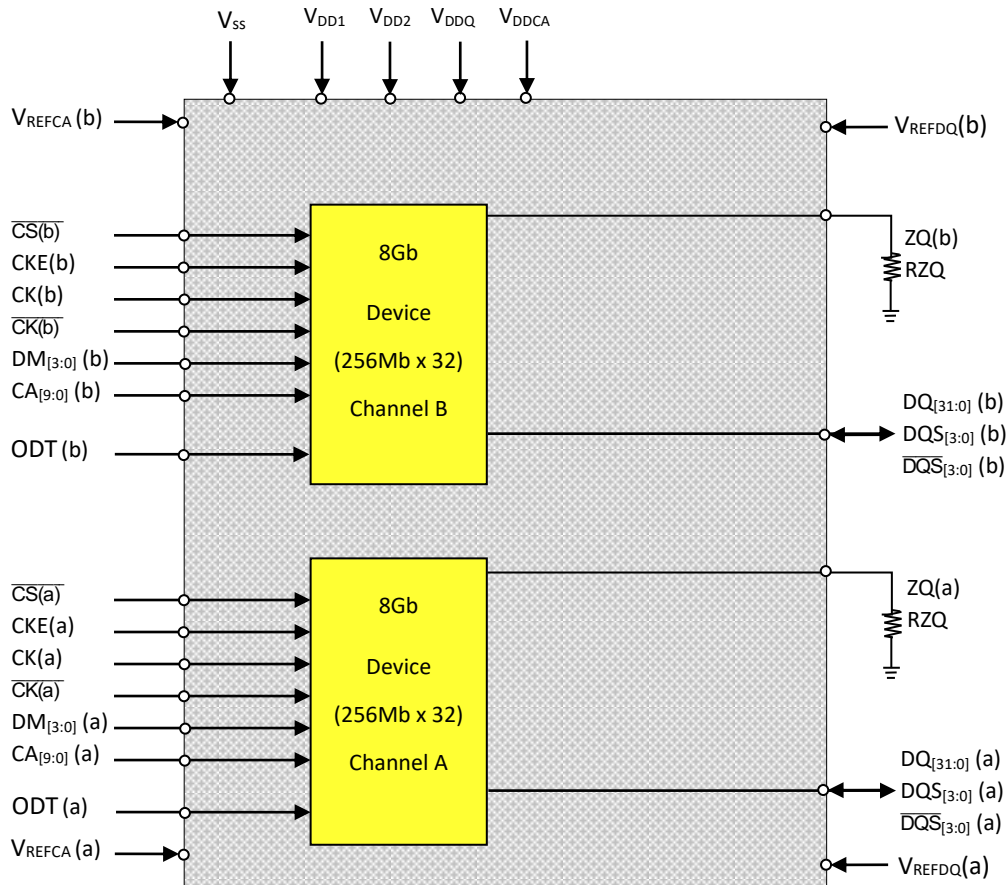 Vss VDD1 VDD2 VDDQ VDDCA
VREFCA (b)
VREFDQ(b)
CS(b)
CKE(b)
CK(b)
CK(b)
DM[3:0] (b)
CA[9:0] (b)
ODT (b)
8Gb
Device
(256Mb x 32)
Channel B
ZQ(b)
RZQ
DQ[31:0] (b)
DQS[3:0] (b)
DQS[3:0] (b)
CS(a)
CKE(a)
CK(a)
CK(a)
DM[3:0] (a)
CA[9:0] (a)
ODT (a)
VREFCA(a)
8Gb
Device
(256Mb x 32)
Channel A
ZQ(a)
RZQ
DQ[31:0] (a)
DQS[3:0] (a)
DQS[3:0] (a)
VREFDQ(a)